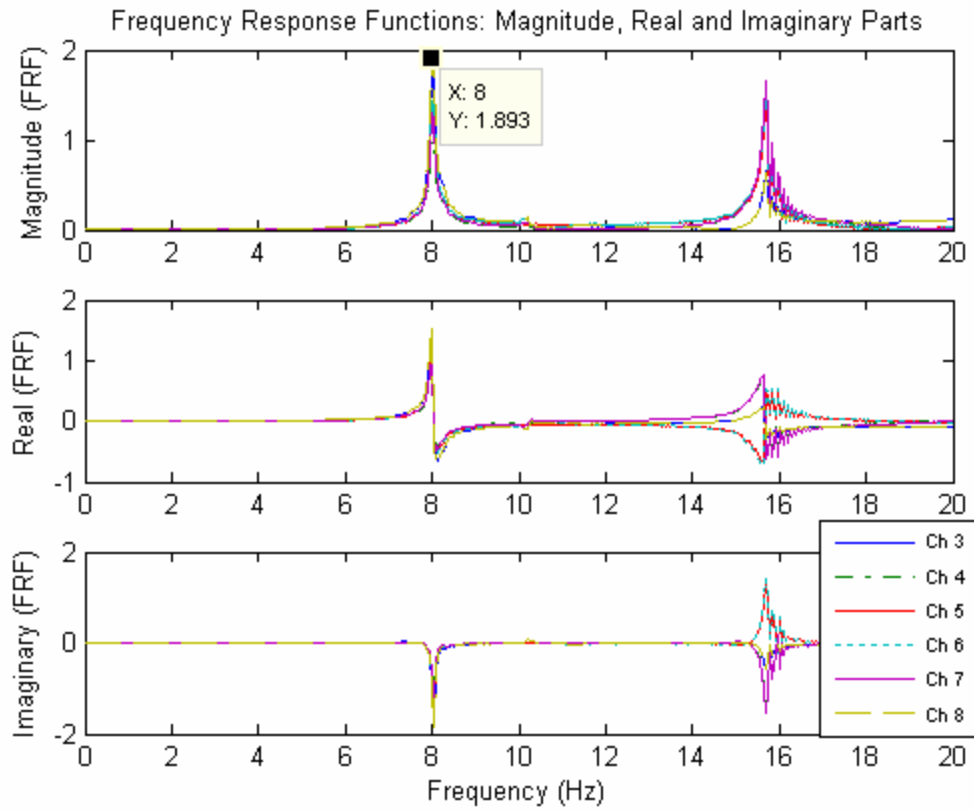 Frequency Response Functions: Magnitude, Real and Imaginary Parts
Magnitude (FRF)
2
1
0
X: 8
Y: 1.893
0 2 4 6 8 10 12 14 16 18 20
Real (FRF)
2
1
0
-1
0 2 4 6 8 10 12 14 16 18 20
Imaginary (FRF)
2
0
-2
Ch 3
Ch 4
Ch 5
Ch 6
Ch 7
Ch 8
0 2 4 6 8 10 12 14 16 18 20
Frequency (Hz)